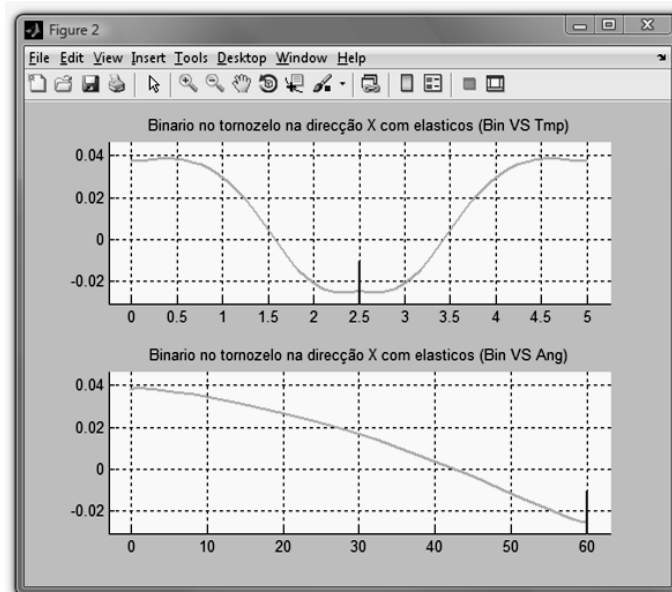 Figure 2
File Edit View Insert Tools Desktop Window Help
Binario no tornozelo na direcção X com elasticos (Bin VS Tmp)
0.04
0.02
0
-0.02
0 0.5 1 1.5 2 2.5 3 3.5 4 4.5 5
Binario no tornozelo na direcção X com elasticos (Bin VS Ang)
0.04
0.02
0
-0.02
0 10 20 30 40 50 60